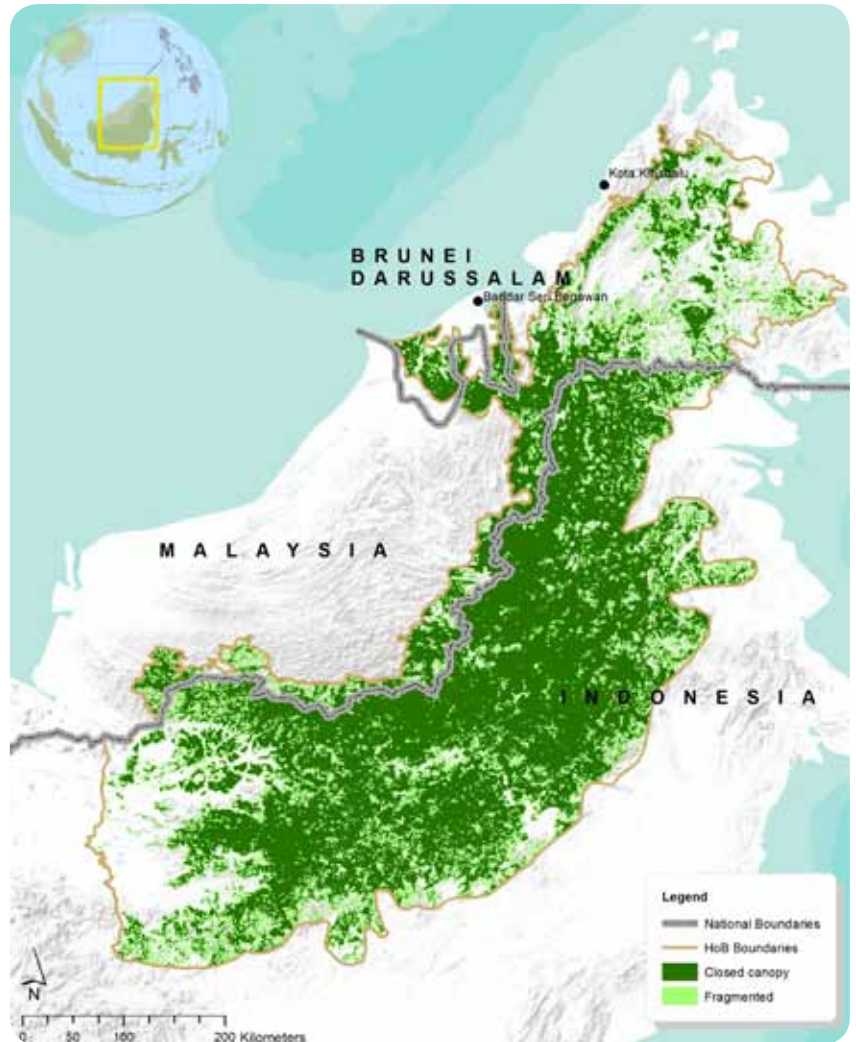 Kota Kinabalu
BRUNEI
DARUSSALAM
Bandar Seri Begawan
MALAYSIA
INDONESIA
Legend
National Boundaries
HoB Boundaries
Closed canopy
Fragmented
N
0 50 100 200 Kilometers